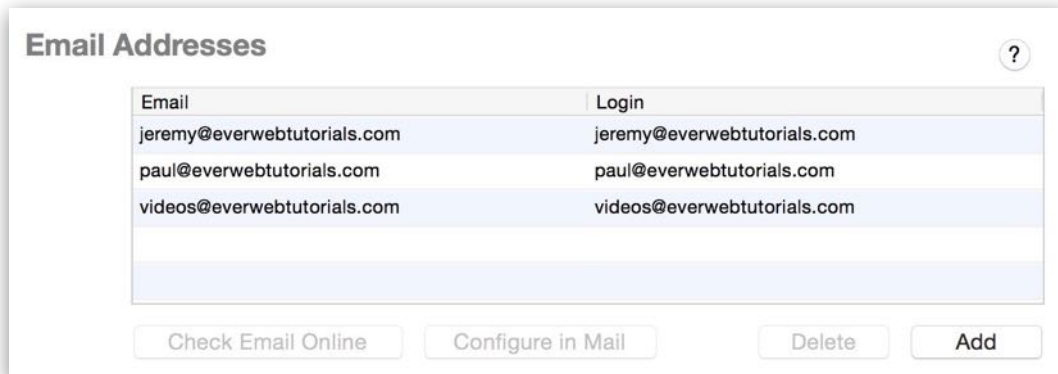 Email Addresses
?
Email Login
jeremy@everwebtutorials.com jeremy@everwebtutorials.com
paul@everwebtutorials.com paul@everwebtutorials.com
videos@everwebtutorials.com videos@everwebtutorials.com
Check Email Online Configure in Mail Delete Add